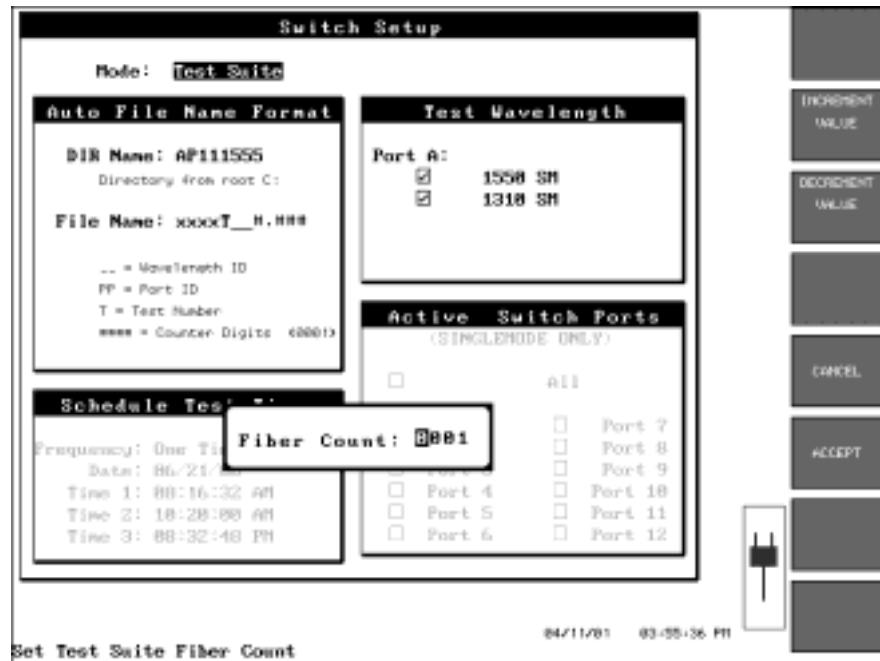 Switch Setup
Mode: Test Suite
Auto File Name Format
DIR Name: AP111555
Directory from root C:
File Name: xxxxT__#.###
__ = Wavelength ID
PP = Port ID
T = Test Number
#### = Counter Digits (0001)
Test Wavelength
Port A:
1550 SM
1310 SM
Active Switch Ports
(SINGLEMODE ONLY)
All
Port 7
Port 8
Port 9
Port 4 Port 10
Port 5 Port 11
Port 6 Port 12
Schedule Test
Frequency: One
Date: 06/21/
Time 1: 08:16:32 AM
Time 2: 10:20:00 AM
Time 3: 08:32:48 PM
Fiber Count: 0001
INCREMENT VALUE
DECREMENT VALUE
CANCEL
ACCEPT
04/11/01 03:55:36 PM
Set Test Suite Fiber Count